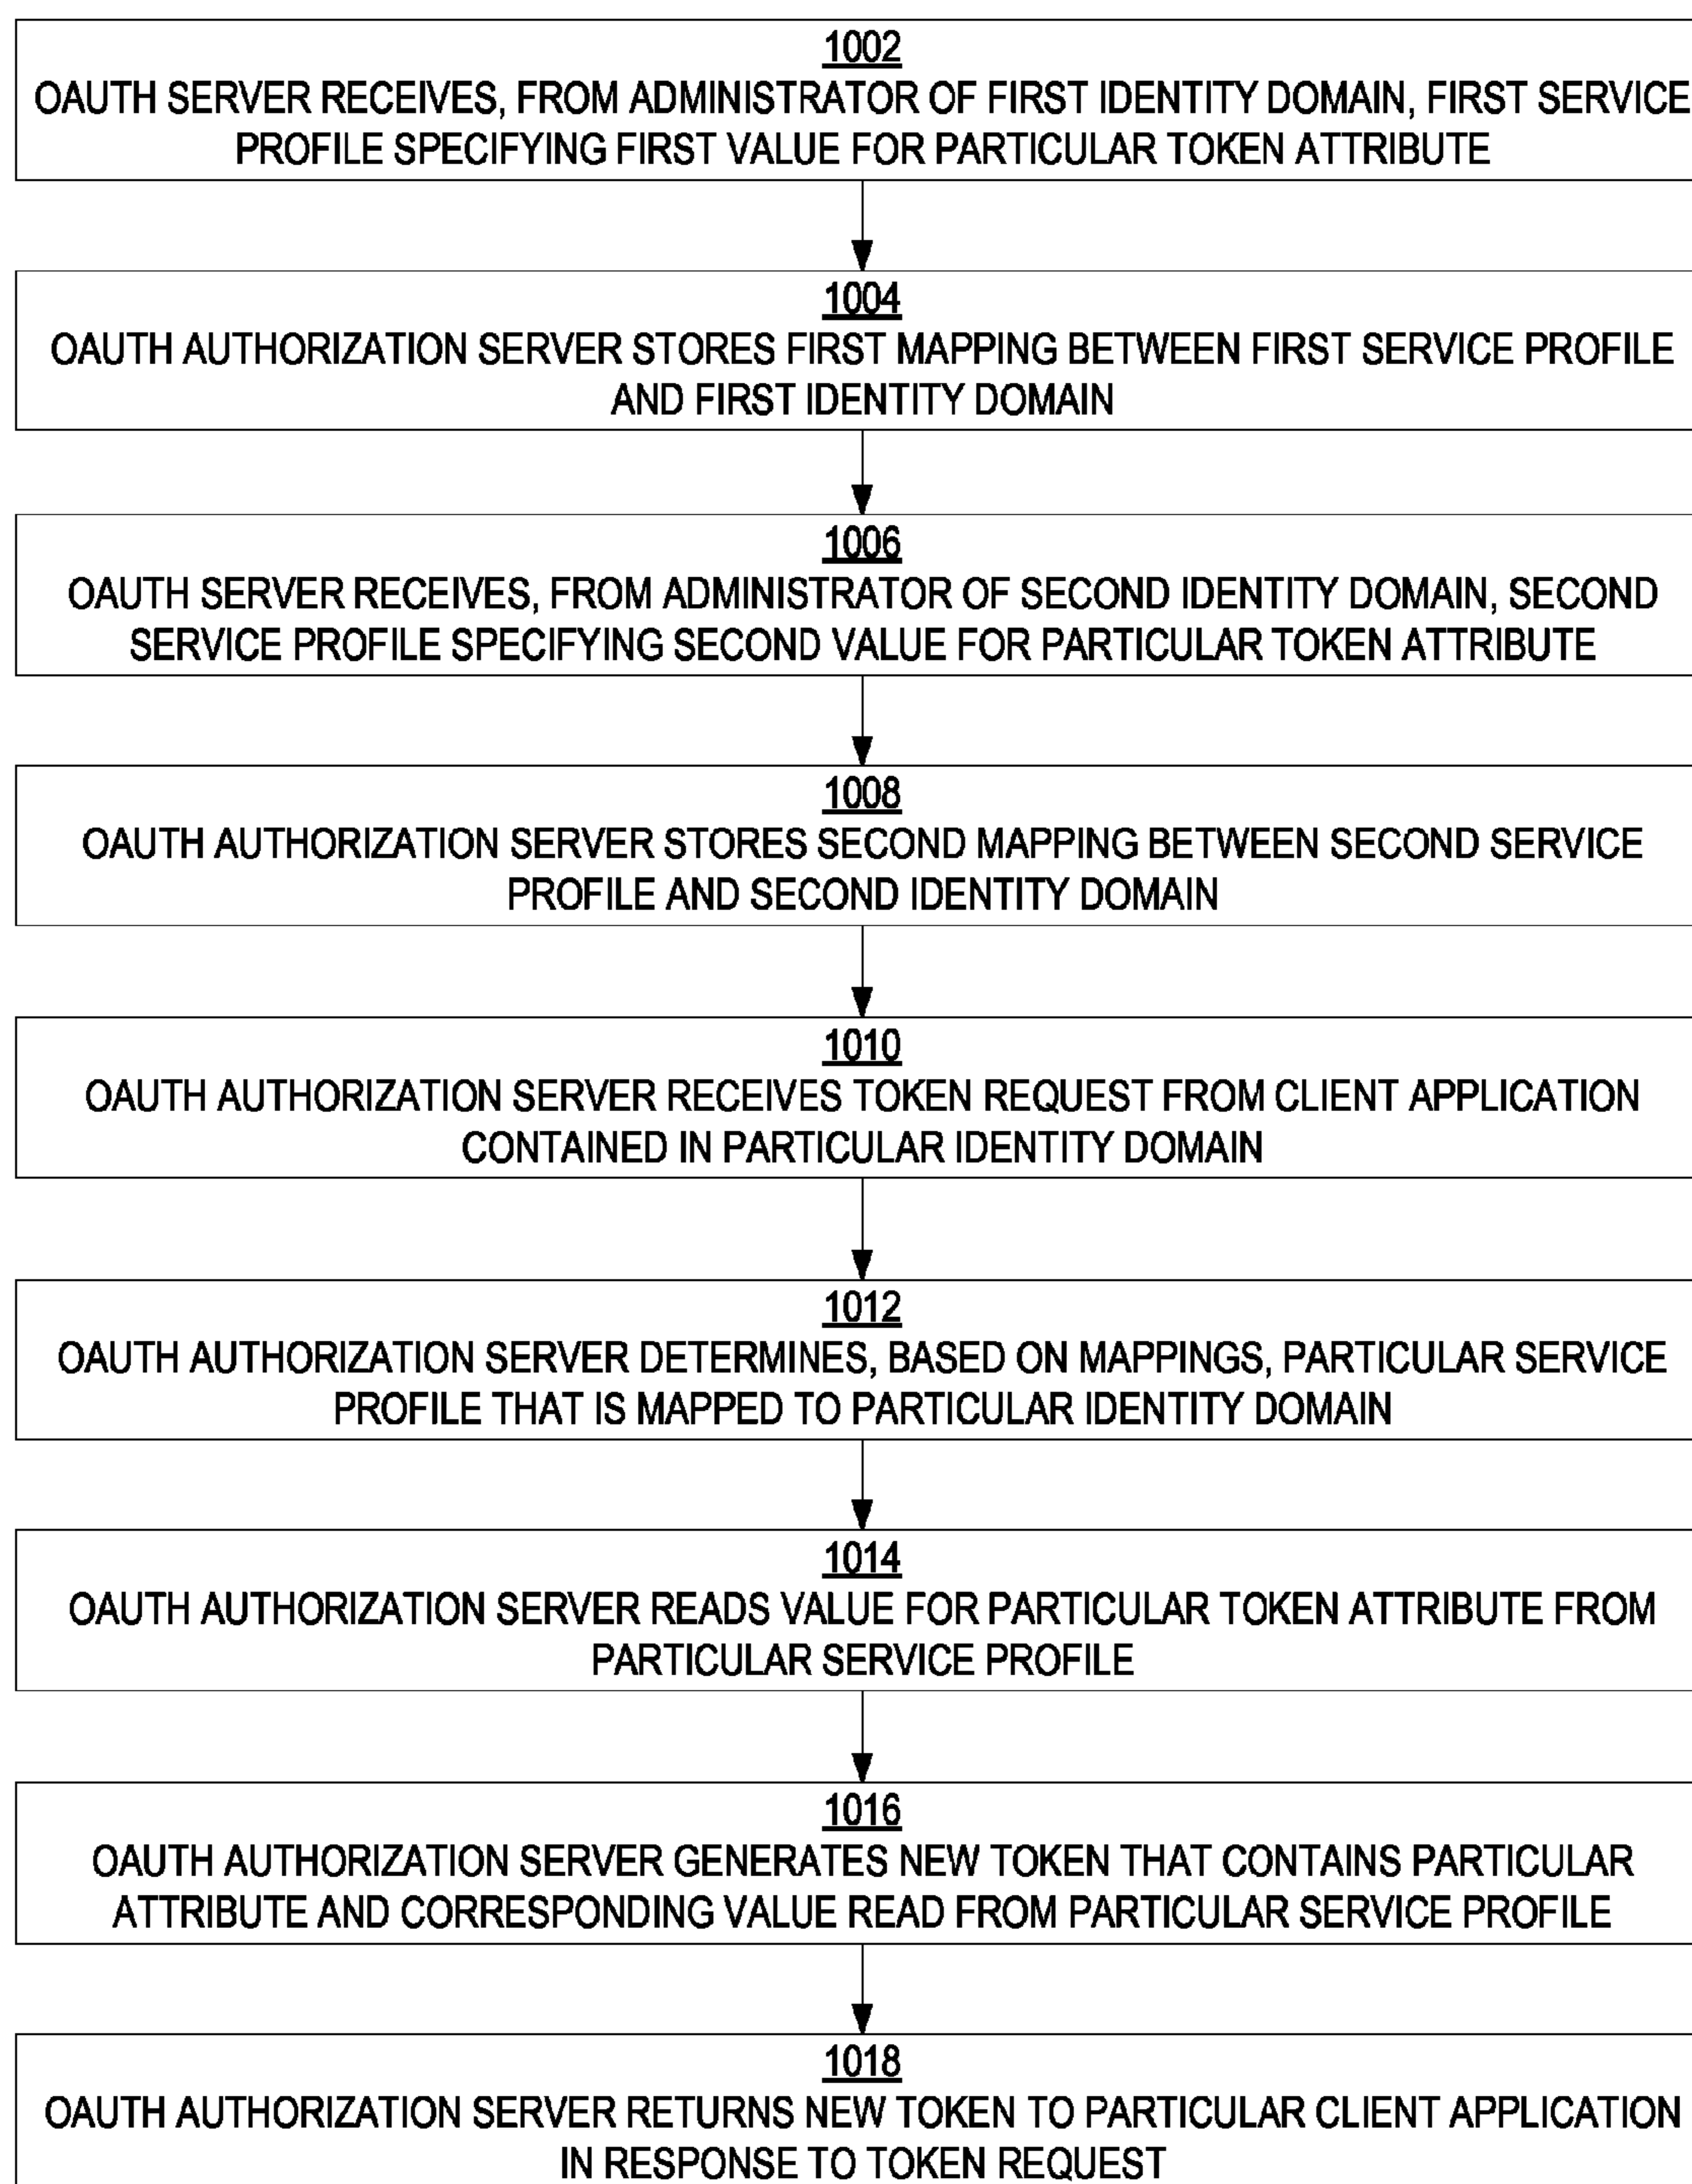 1002
OAUTH SERVER RECEIVES, FROM ADMINISTRATOR OF FIRST IDENTITY DOMAIN, FIRST SERVICE
PROFILE SPECIFYING FIRST VALUE FOR PARTICULAR TOKEN ATTRIBUTE
1004
OAUTH AUTHORIZATION SERVER STORES FIRST MAPPING BETWEEN FIRST SERVICE PROFILE
AND FIRST IDENTITY DOMAIN
1006
OAUTH SERVER RECEIVES, FROM ADMINISTRATOR OF SECOND IDENTITY DOMAIN, SECOND
SERVICE PROFILE SPECIFYING SECOND VALUE FOR PARTICULAR TOKEN ATTRIBUTE
1008
OAUTH AUTHORIZATION SERVER STORES SECOND MAPPING BETWEEN SECOND SERVICE
PROFILE AND SECOND IDENTITY DOMAIN
1010
OAUTH AUTHORIZATION SERVER RECEIVES TOKEN REQUEST FROM CLIENT APPLICATION
CONTAINED IN PARTICULAR IDENTITY DOMAIN
1012
OAUTH AUTHORIZATION SERVER DETERMINES, BASED ON MAPPINGS, PARTICULAR SERVICE
PROFILE THAT IS MAPPED TO PARTICULAR IDENTITY DOMAIN
1014
OAUTH AUTHORIZATION SERVER READS VALUE FOR PARTICULAR TOKEN ATTRIBUTE FROM
PARTICULAR SERVICE PROFILE
1016
OAUTH AUTHORIZATION SERVER GENERATES NEW TOKEN THAT CONTAINS PARTICULAR
ATTRIBUTE AND CORRESPONDING VALUE READ FROM PARTICULAR SERVICE PROFILE
1018
OAUTH AUTHORIZATION SERVER RETURNS NEW TOKEN TO PARTICULAR CLIENT APPLICATION
IN RESPONSE TO TOKEN REQUEST